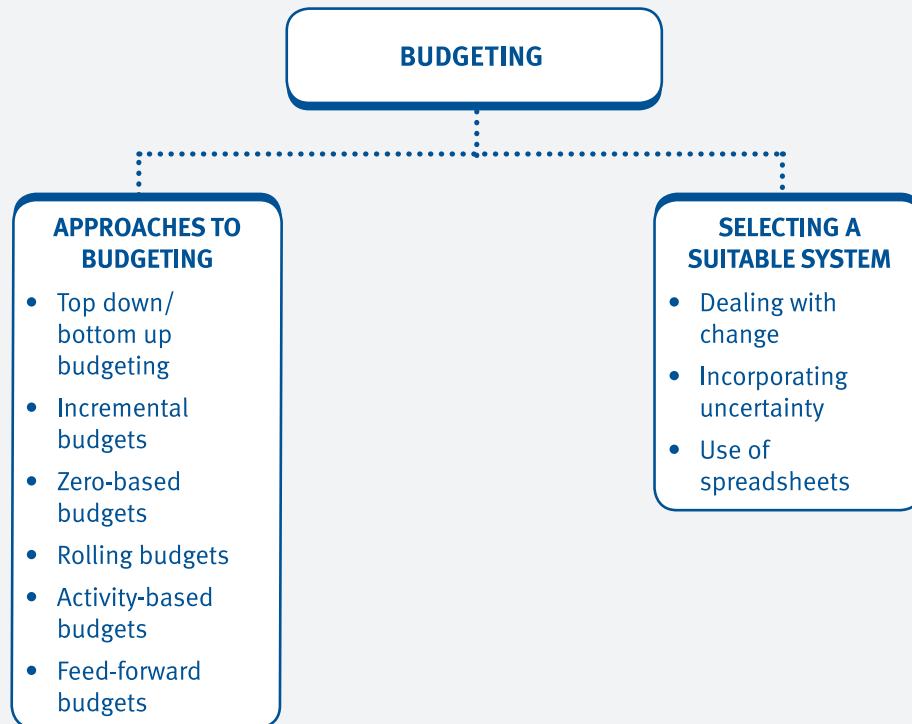 BUDGETING
APPROACHES TO
BUDGETING
• Top down/
bottom up
budgeting
• Incremental
budgets
• Zero-based
budgets
• Rolling budgets
• Activity-based
budgets
• Feed-forward
budgets
SELECTING A
SUITABLE SYSTEM
• Dealing with
change
• Incorporating
uncertainty
• Use of
spreadsheets